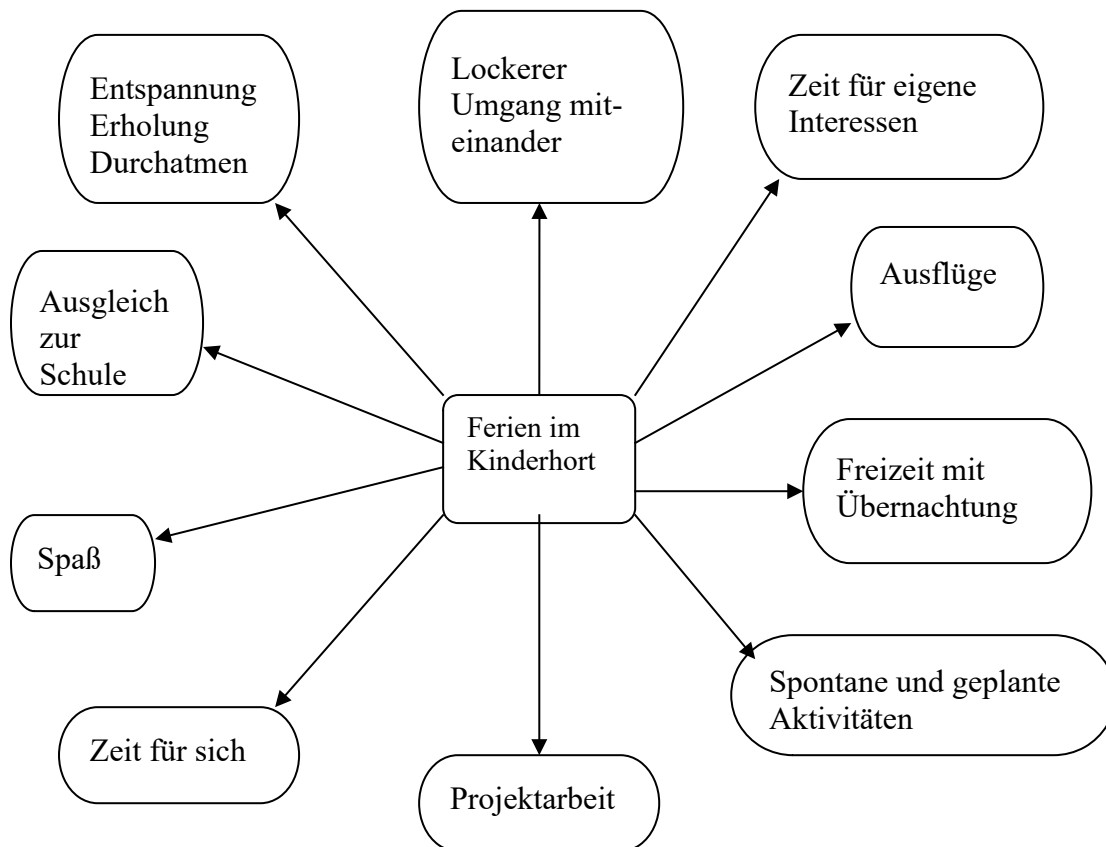 Entspannung
Erholung
Durchatmen
Lockerer
Umgang mit-
einander
Zeit für eigene
Interessen
Ausgleich
zur
Schule
Ausflüge
Ferien im
Kinderhort
Freizeit mit
Übernachtung
Spaß
Spontane und geplante
Aktivitäten
Zeit für sich
Projektarbeit